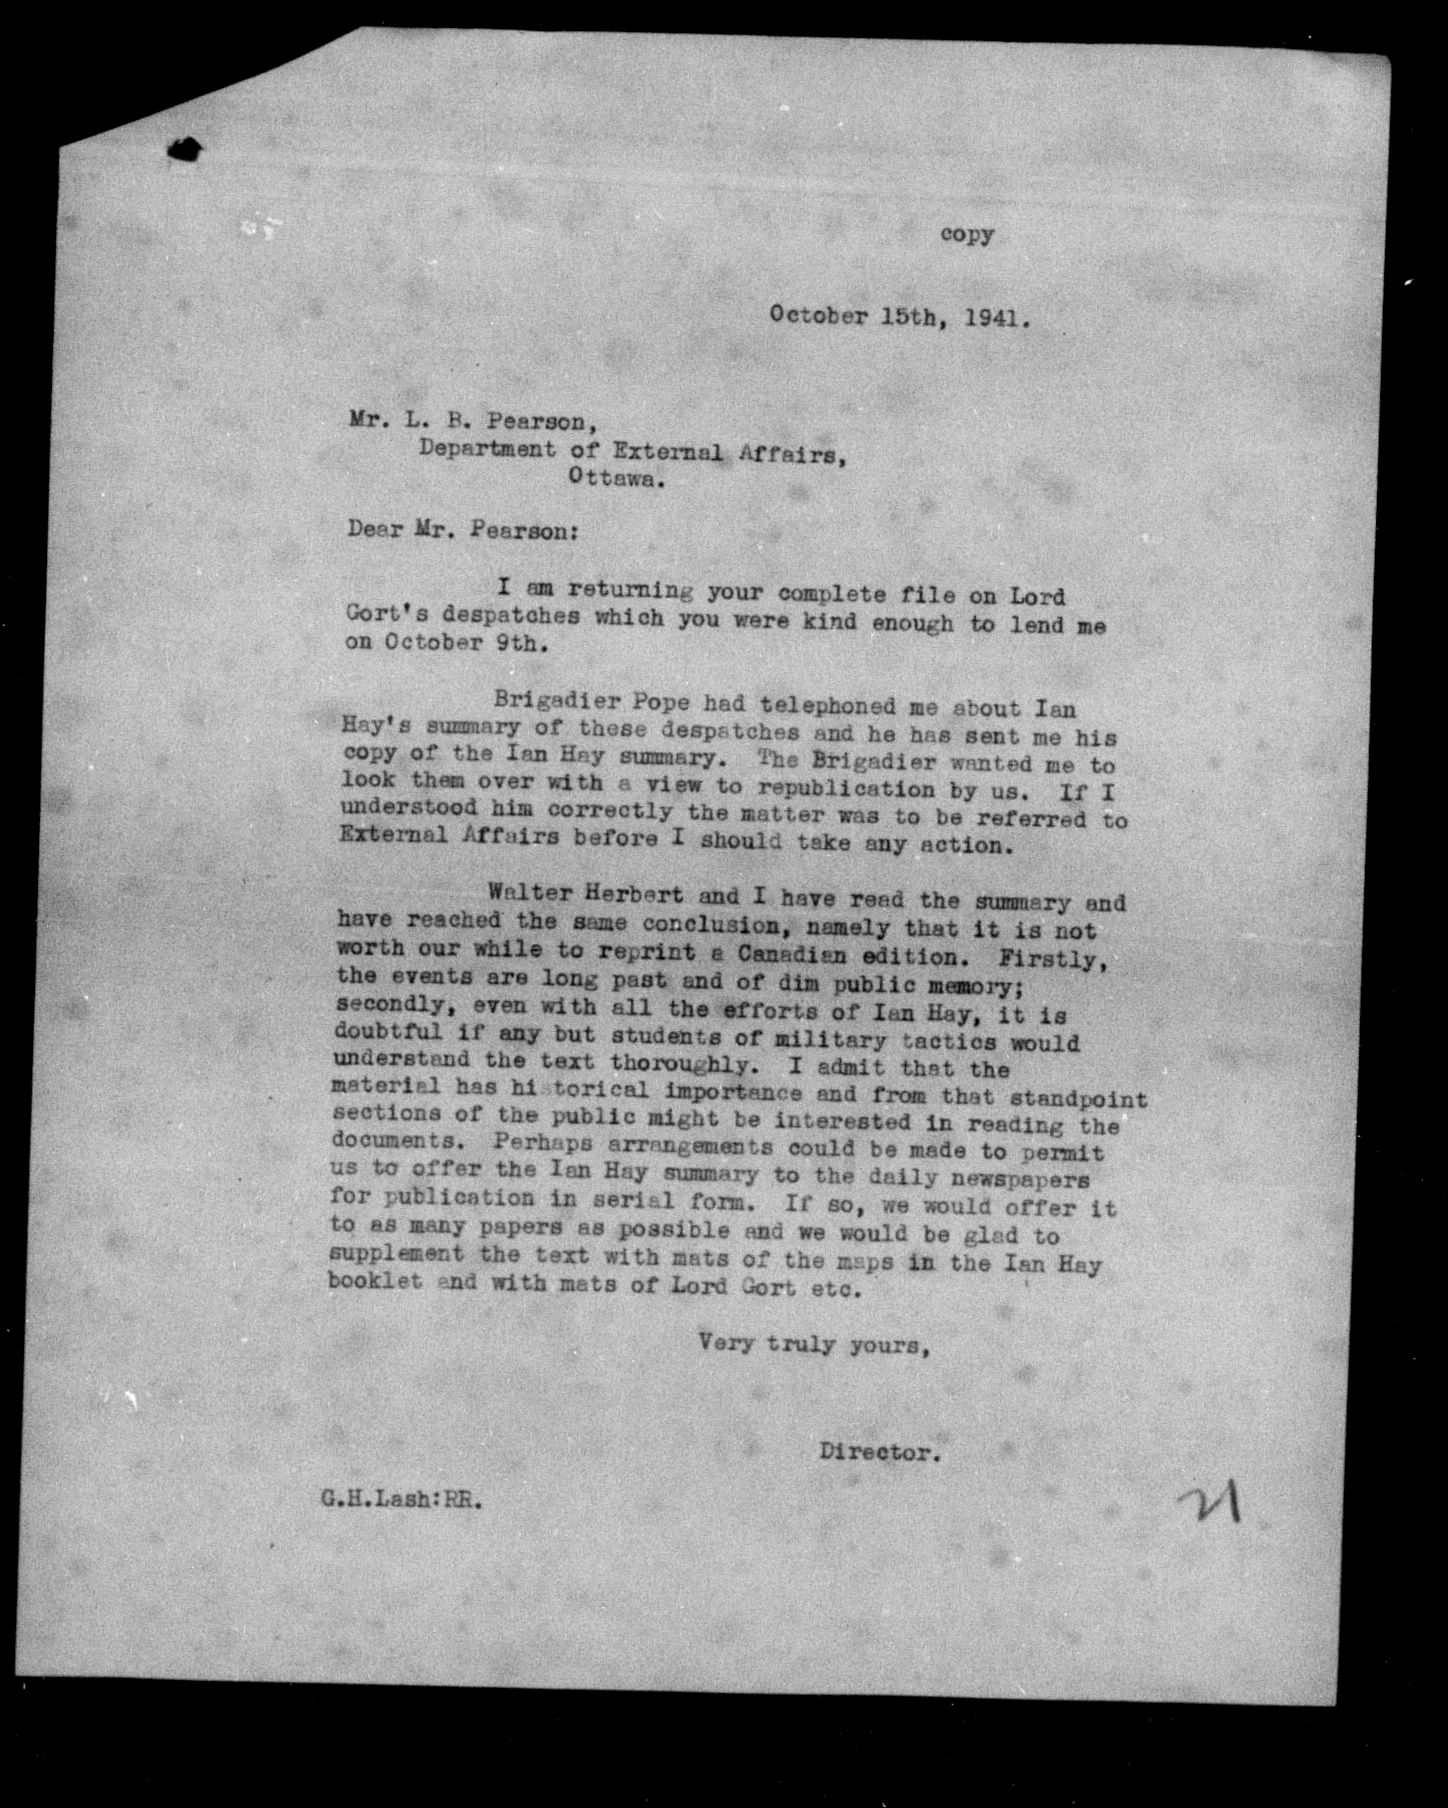 copy
October 15th, 1941.
Mr. L. B. Pearson,
Department of External Affairs,
Ottawa.
Dear Mr. Pearson:
I am returning your complete file on Lord
Gort's despatches which you were kind enough to lend me
on October 9th.
Brigadier Pope had telephoned me about Ian
Hay's summary of these despatches and he has sent me his
copy of the Ian Hay summary. The Brigadier wanted me to
look them over with a view to republication by us. If I
understood him correctly the matter was to be referred to
External Affairs before I should take any action.
Walter Herbert and I have read the summary and
have reached the same conclusion, namely that it is not
worth our while to reprint a Canadian edition. Firstly,
the events are long past and of dim public memory;
secondly, even with all the efforts of Ian Hay, it is
doubtful if any but students of military tactics would
understand the text thoroughly. I admit that the
material has historical importance and from that standpoint
sections of the public might be interested in reading the
documents. Perhaps arrangements could be made to permit
us to offer the Ian Hay summary to the daily newspapers
for publication in serial form. If so, we would offer it
to as many papers as possible and we would be glad to
supplement the text with mats of the maps in the Ian Hay
booklet and with mats of Lord Gort etc.
Very truly yours,
Director.
G.H.Lash:RR.
21